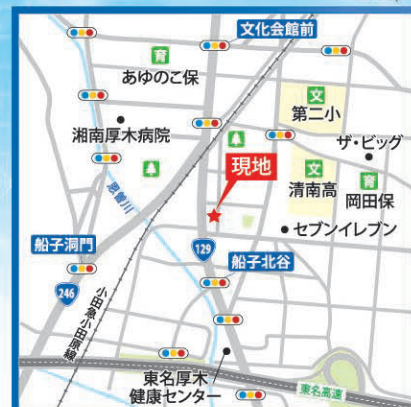 文化会館前
育
あゆのこ保
文
第二小
湘南厚木病院
ザ・ビッグ
現地
文
清南高
育
岡田保
恩曽川
セブンイレブン
船子洞門
129
船子北谷
246
小田急小田原線
東名厚木
健康センター
東名高速